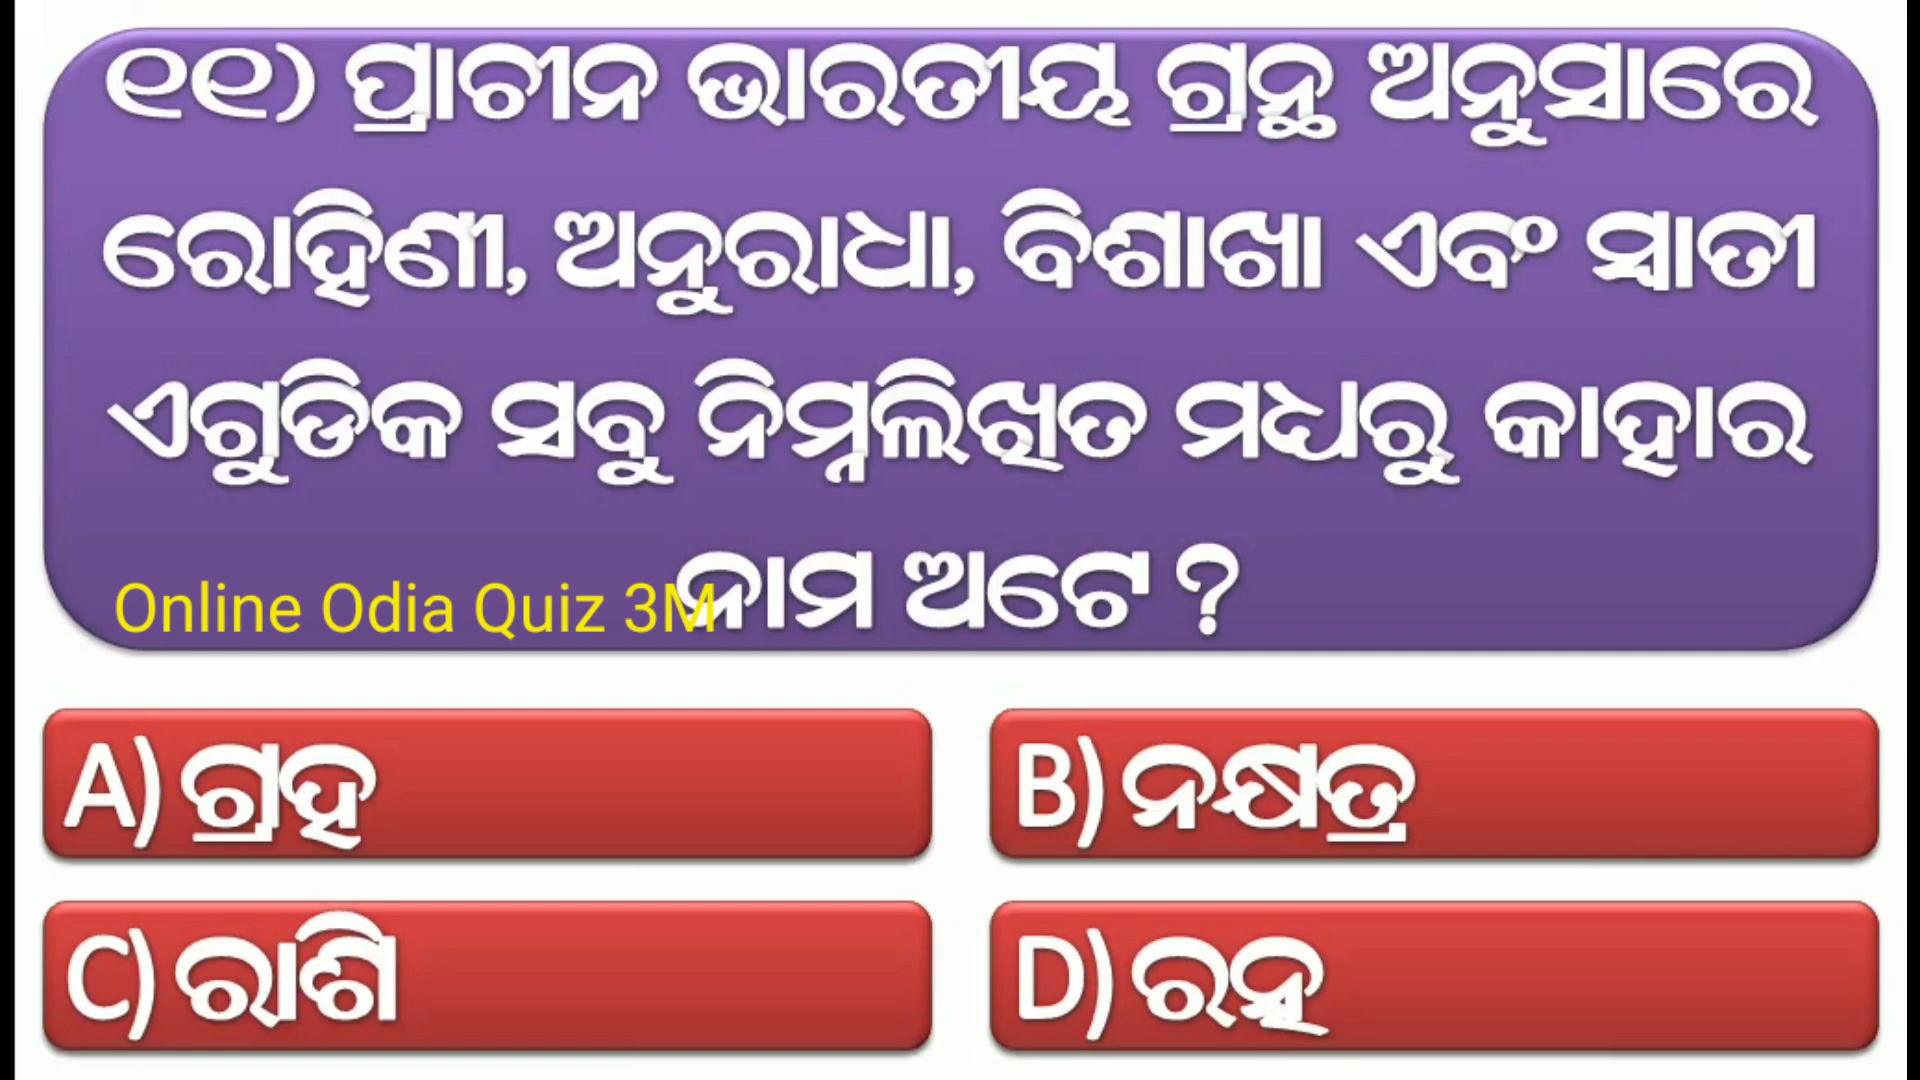 ୧୧) ପ୍ରାଚୀନ ଭାରତୀୟ ଗ୍ରନ୍ଥ ଅନୁସାରେ
ରୋହିଣୀ, ଅନୁରାଧା, ବିଶାଖା ଏବଂ ସ୍ୱାତୀ
ଏଗୁଡିକ ସବୁ ନିମ୍ନଲିଖିତ ମଧ୍ୟରୁ କାହାର
ନାମ ଅଟେ ?
Online Odia Quiz 3M
A) ଗ୍ରହ
B) ନକ୍ଷତ୍ର
C) ରାଶି
D) ରତ୍ନ